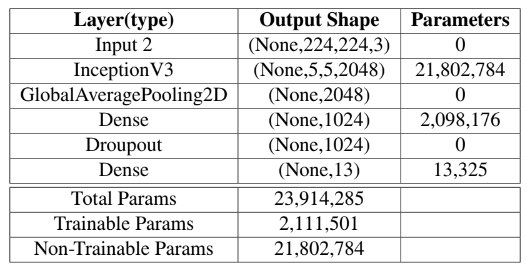 Layer(type) Output Shape Parameters
Input 2 (None,224,224,3) 0
InceptionV3 (None,5,5,2048) 21,802,784
GlobalAveragePooling2D (None,2048) 0
Dense (None,1024) 2,098,176
Droupout (None,1024) 0
Dense (None,13) 13,325
Total Params 23,914,285
Trainable Params 2,111,501
Non-Trainable Params 21,802,784